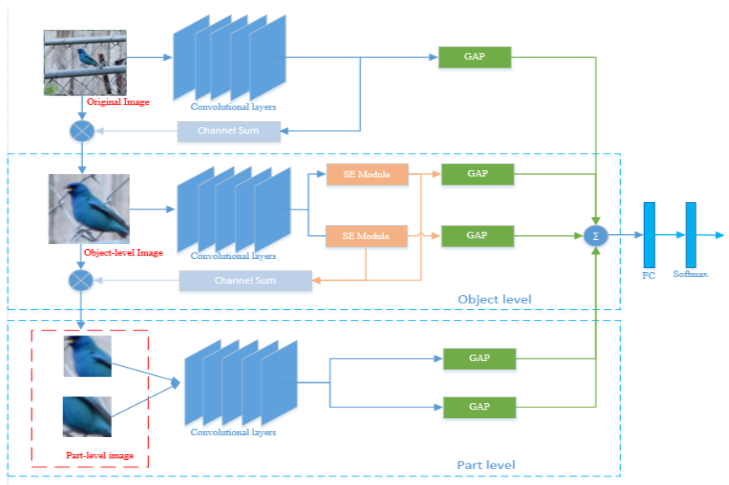 GAP
Original Image
Convolutional layers
Channel Sum
SE Module
GAP
SE Module
GAP
Σ
Object-level Image
Convolutional layers
FC
Softmax
Channel Sum
Object level
GAP
GAP
Convolutional layers
Part-level image
Part level